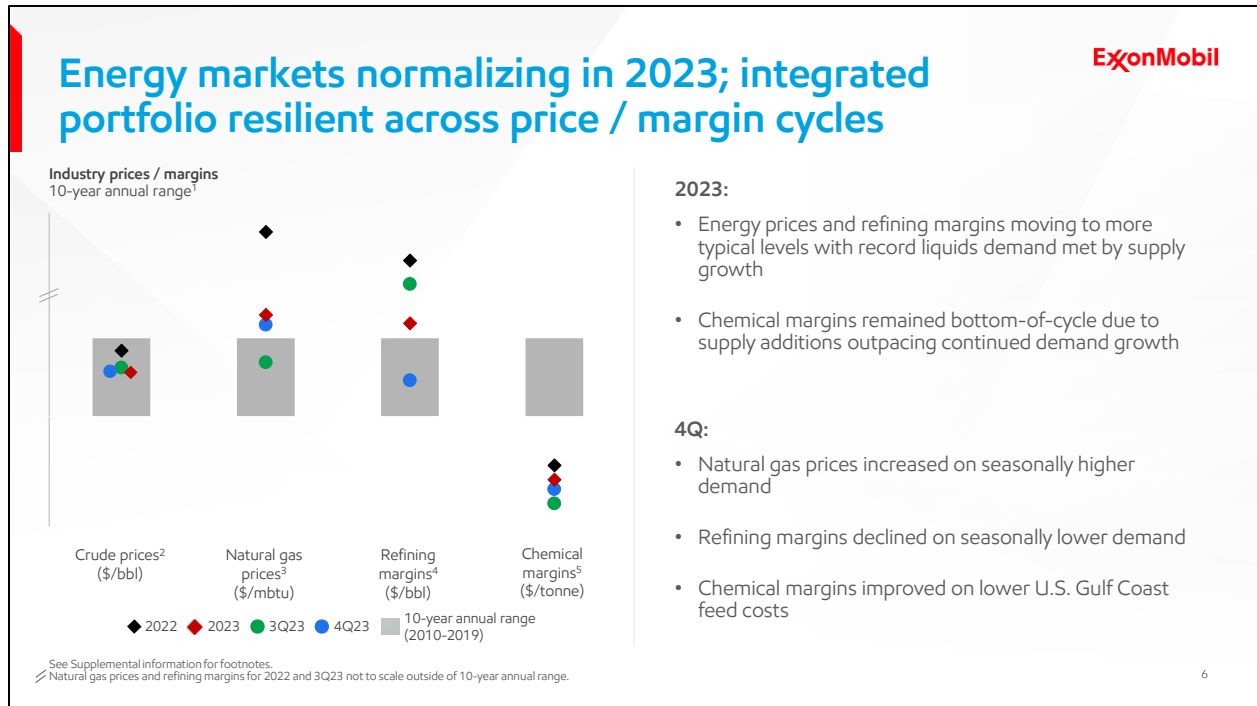 Energy markets normalizing in 2023; integrated
portfolio resilient across price / margin cycles
ExxonMobil
Industry prices / margins
10-year annual range¹
Crude prices²
($/bbl)
Natural gas
prices³
($/mbtu)
Refining
margins⁴
($/bbl)
Chemical
margins⁵
($/tonne)
2022 2023 3Q23 4Q23 10-year annual range
(2010-2019)
2023:
• Energy prices and refining margins moving to more
typical levels with record liquids demand met by supply
growth
• Chemical margins remained bottom-of-cycle due to
supply additions outpacing continued demand growth
4Q:
• Natural gas prices increased on seasonally higher
demand
• Refining margins declined on seasonally lower demand
• Chemical margins improved on lower U.S. Gulf Coast
feed costs
See Supplemental information for footnotes.
Natural gas prices and refining margins for 2022 and 3Q23 not to scale outside of 10-year annual range.
6